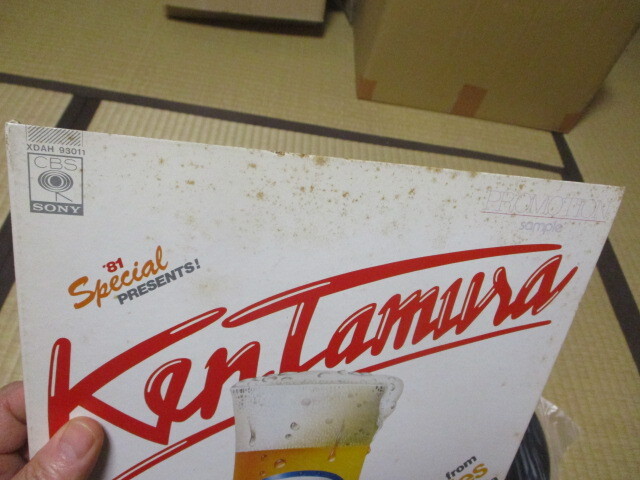 XDAH 93011
CBS
SONY
PROMOTION
sample
'81
Special
PRESENTS!
Ken Tamura
from